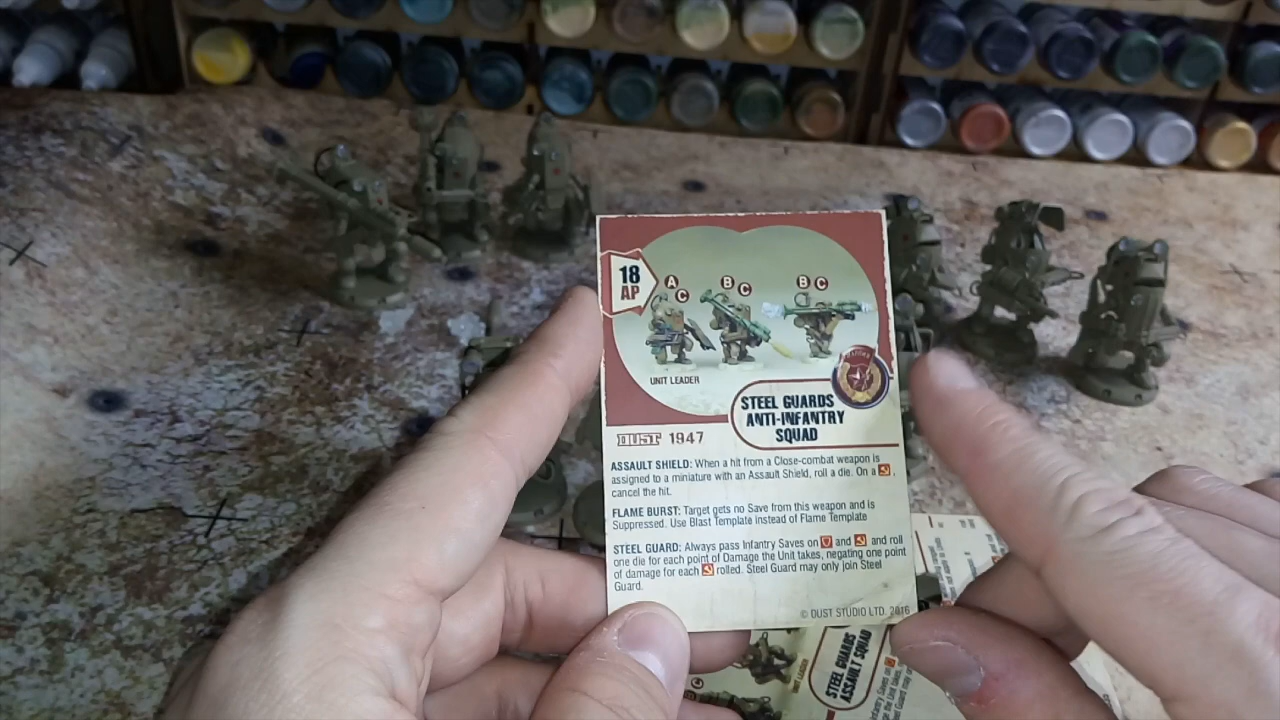 18
AP
A
C
B C
B C
UNIT LEADER
STEEL GUARDS
ANTI-INFANTRY
SQUAD
DUST 1947
ASSAULT SHIELD: When a hit from a Close-combat weapon is
assigned to a miniature with an Assault Shield, roll a die. On a ,
cancel the hit.
FLAME BURST: Target gets no Save from this weapon and is
Suppressed. Use Blast Template instead of Flame Template
STEEL GUARD: Always pass Infantry Saves on and and roll
one die for each point of Damage the Unit takes, negating one point
of damage for each rolled. Steel Guard may only join Steel
Guard.
© DUST STUDIO LTD. 2016
UNIT LEADER
C
STEEL GUARDS
ASSAULT SQUAD